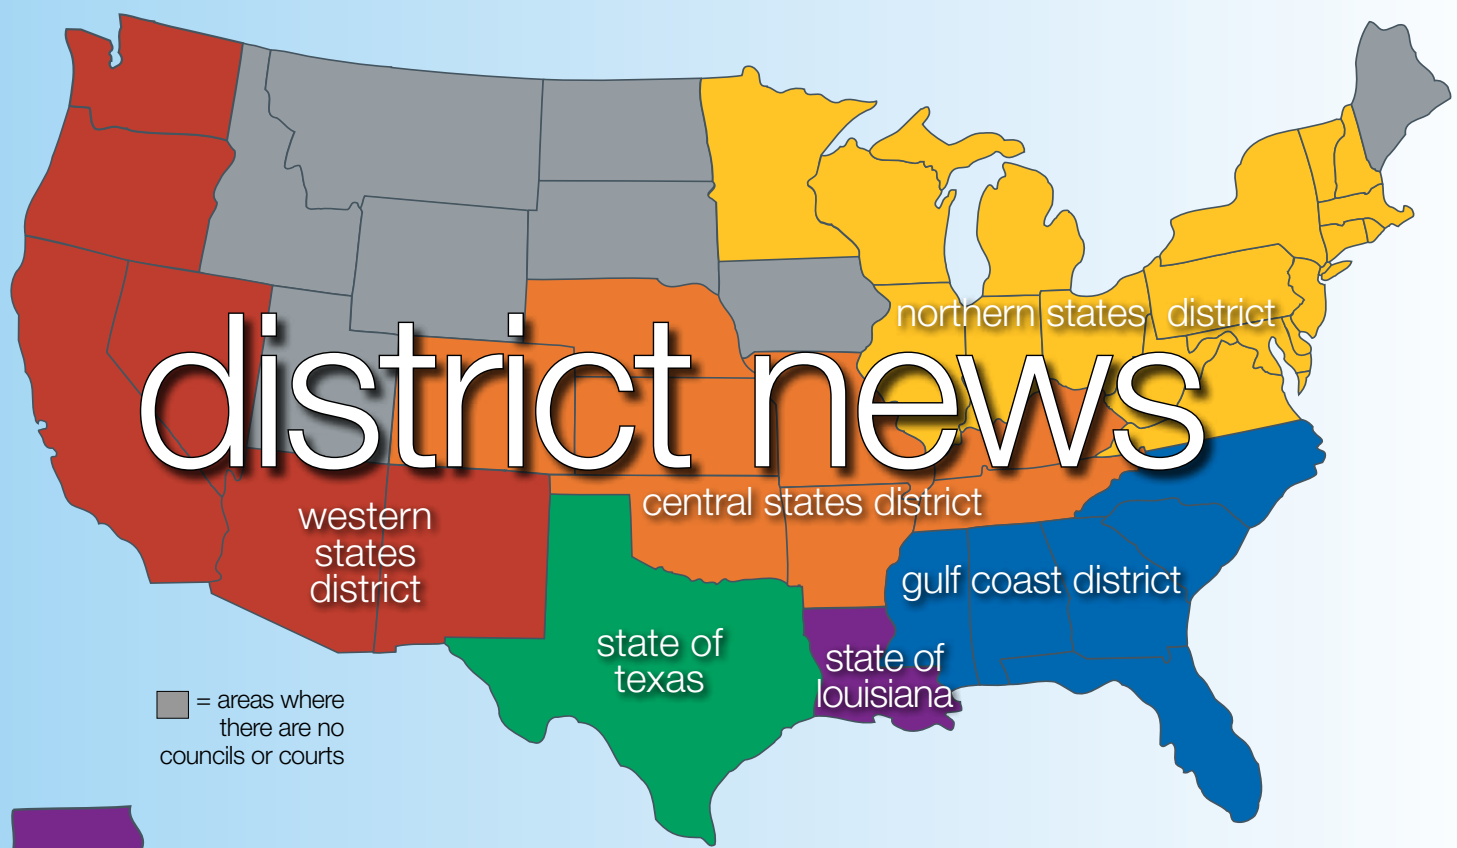 northern states district
district news
central states district
western
states
district
gulf coast district
state of
texas
state of
louisiana
= areas where
there are no
councils or courts